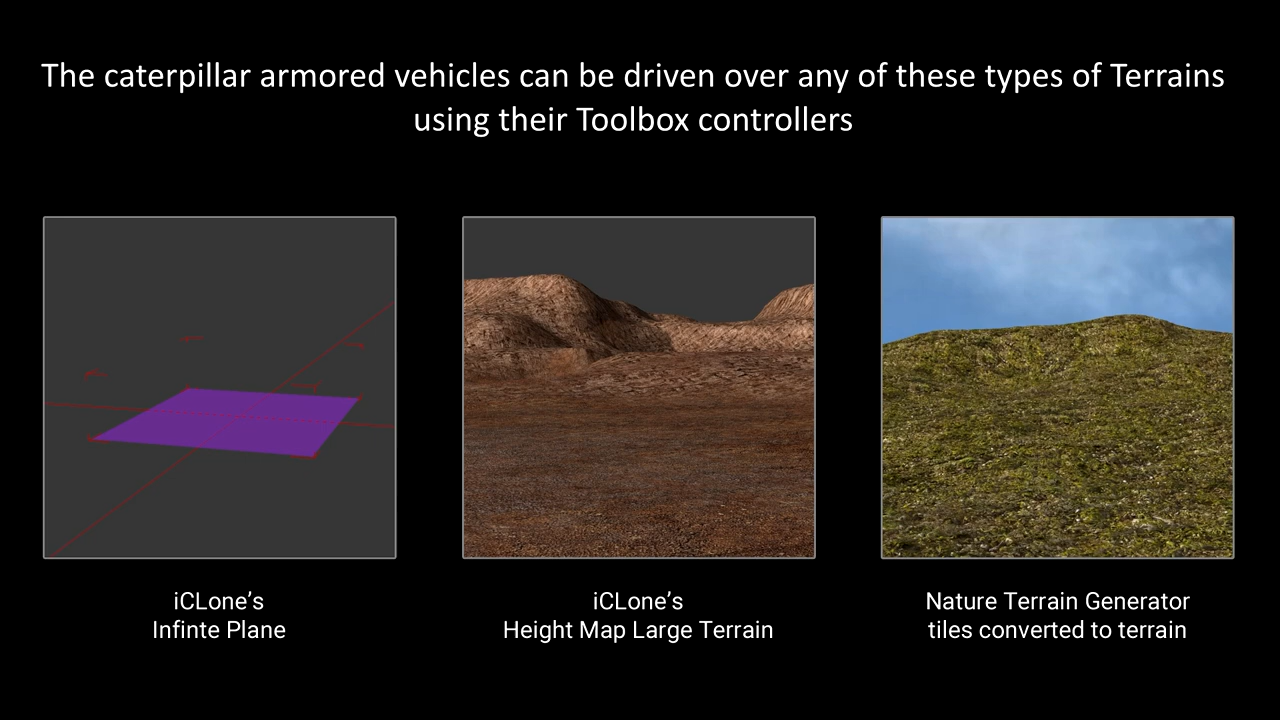 The caterpillar armored vehicles can be driven over any of these types of Terrains
using their Toolbox controllers
iCLone’s
Infinte Plane
iCLone’s
Height Map Large Terrain
Nature Terrain Generator
tiles converted to terrain